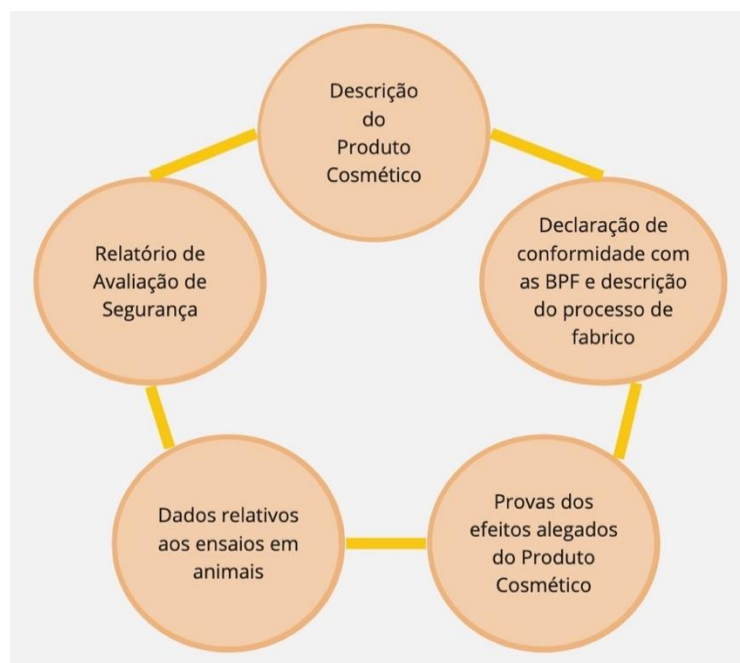 Descrição
do
Produto
Cosmético
Declaração de
conformidade com
as BPF e descrição
do processo de
fabrico
Provas dos
efeitos alegados
do Produto
Cosmético
Dados relativos
aos ensaios em
animais
Relatório de
Avaliação de
Segurança